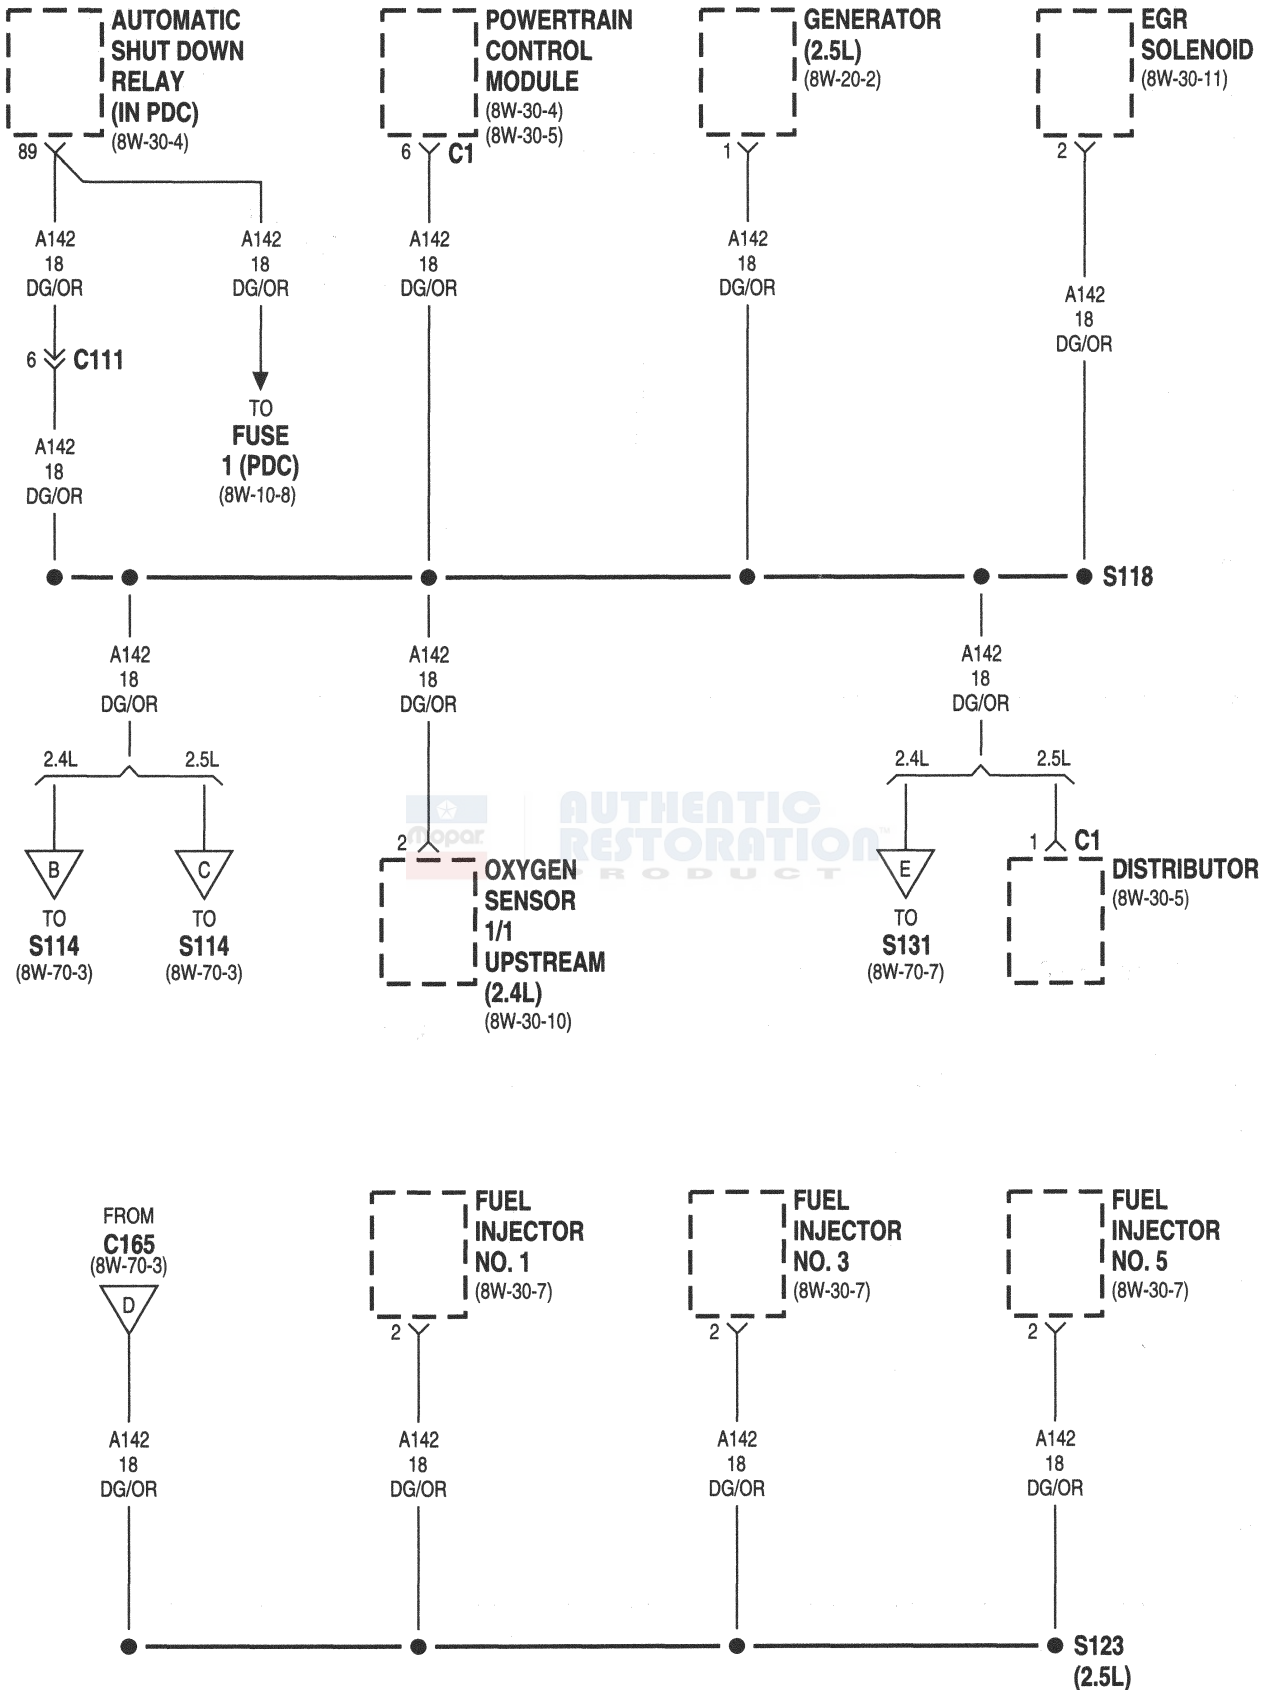 AUTOMATIC
SHUT DOWN
RELAY
(IN PDC)
(8W-30-4)
89
POWERTRAIN
CONTROL
MODULE
(8W-30-4)
(8W-30-5)
6 C1
GENERATOR
(2.5L)
(8W-20-2)
1
EGR
SOLENOID
(8W-30-11)
2
A142
18
DG/OR
A142
18
DG/OR
A142
18
DG/OR
A142
18
DG/OR
A142
18
DG/OR
6 C111
A142
18
DG/OR
TO
FUSE
1 (PDC)
(8W-10-8)
S118
A142
18
DG/OR
A142
18
DG/OR
A142
18
DG/OR
2.4L 2.5L
2.4L 2.5L
B
TO
S114
(8W-70-3)
C
TO
S114
(8W-70-3)
Mopar
AUTHENTIC
RESTORATION™
PRODUCT
2
OXYGEN
SENSOR
1/1
UPSTREAM
(2.4L)
(8W-30-10)
E
TO
S131
(8W-70-7)
1 C1
DISTRIBUTOR
(8W-30-5)
FROM
C165
(8W-70-3)
D
FUEL
INJECTOR
NO. 1
(8W-30-7)
2
FUEL
INJECTOR
NO. 3
(8W-30-7)
2
FUEL
INJECTOR
NO. 5
(8W-30-7)
2
A142
18
DG/OR
A142
18
DG/OR
A142
18
DG/OR
A142
18
DG/OR
S123
(2.5L)